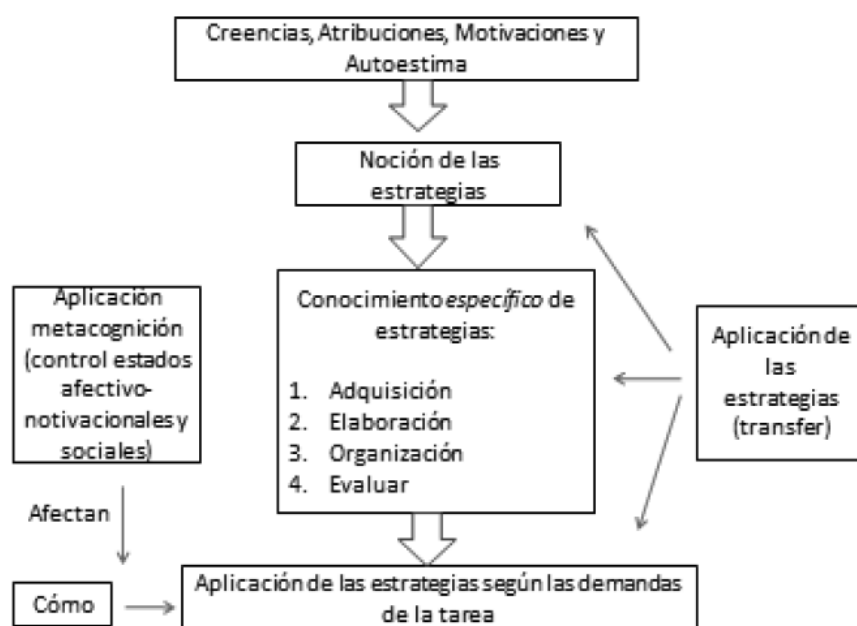 Creencias, Atribuciones, Motivaciones y
Autoestima
Noción de las
estrategias
Aplicación
metacognición
(control estados
afectivo-
notivacionales y
sociales)
Conocimiento específico de
estrategias:
1. Adquisición
2. Elaboración
3. Organización
4. Evaluar
Aplicación de
las
estrategias
(transfer)
Afectan
Cómo
Aplicación de las estrategias según las demandas
de la tarea